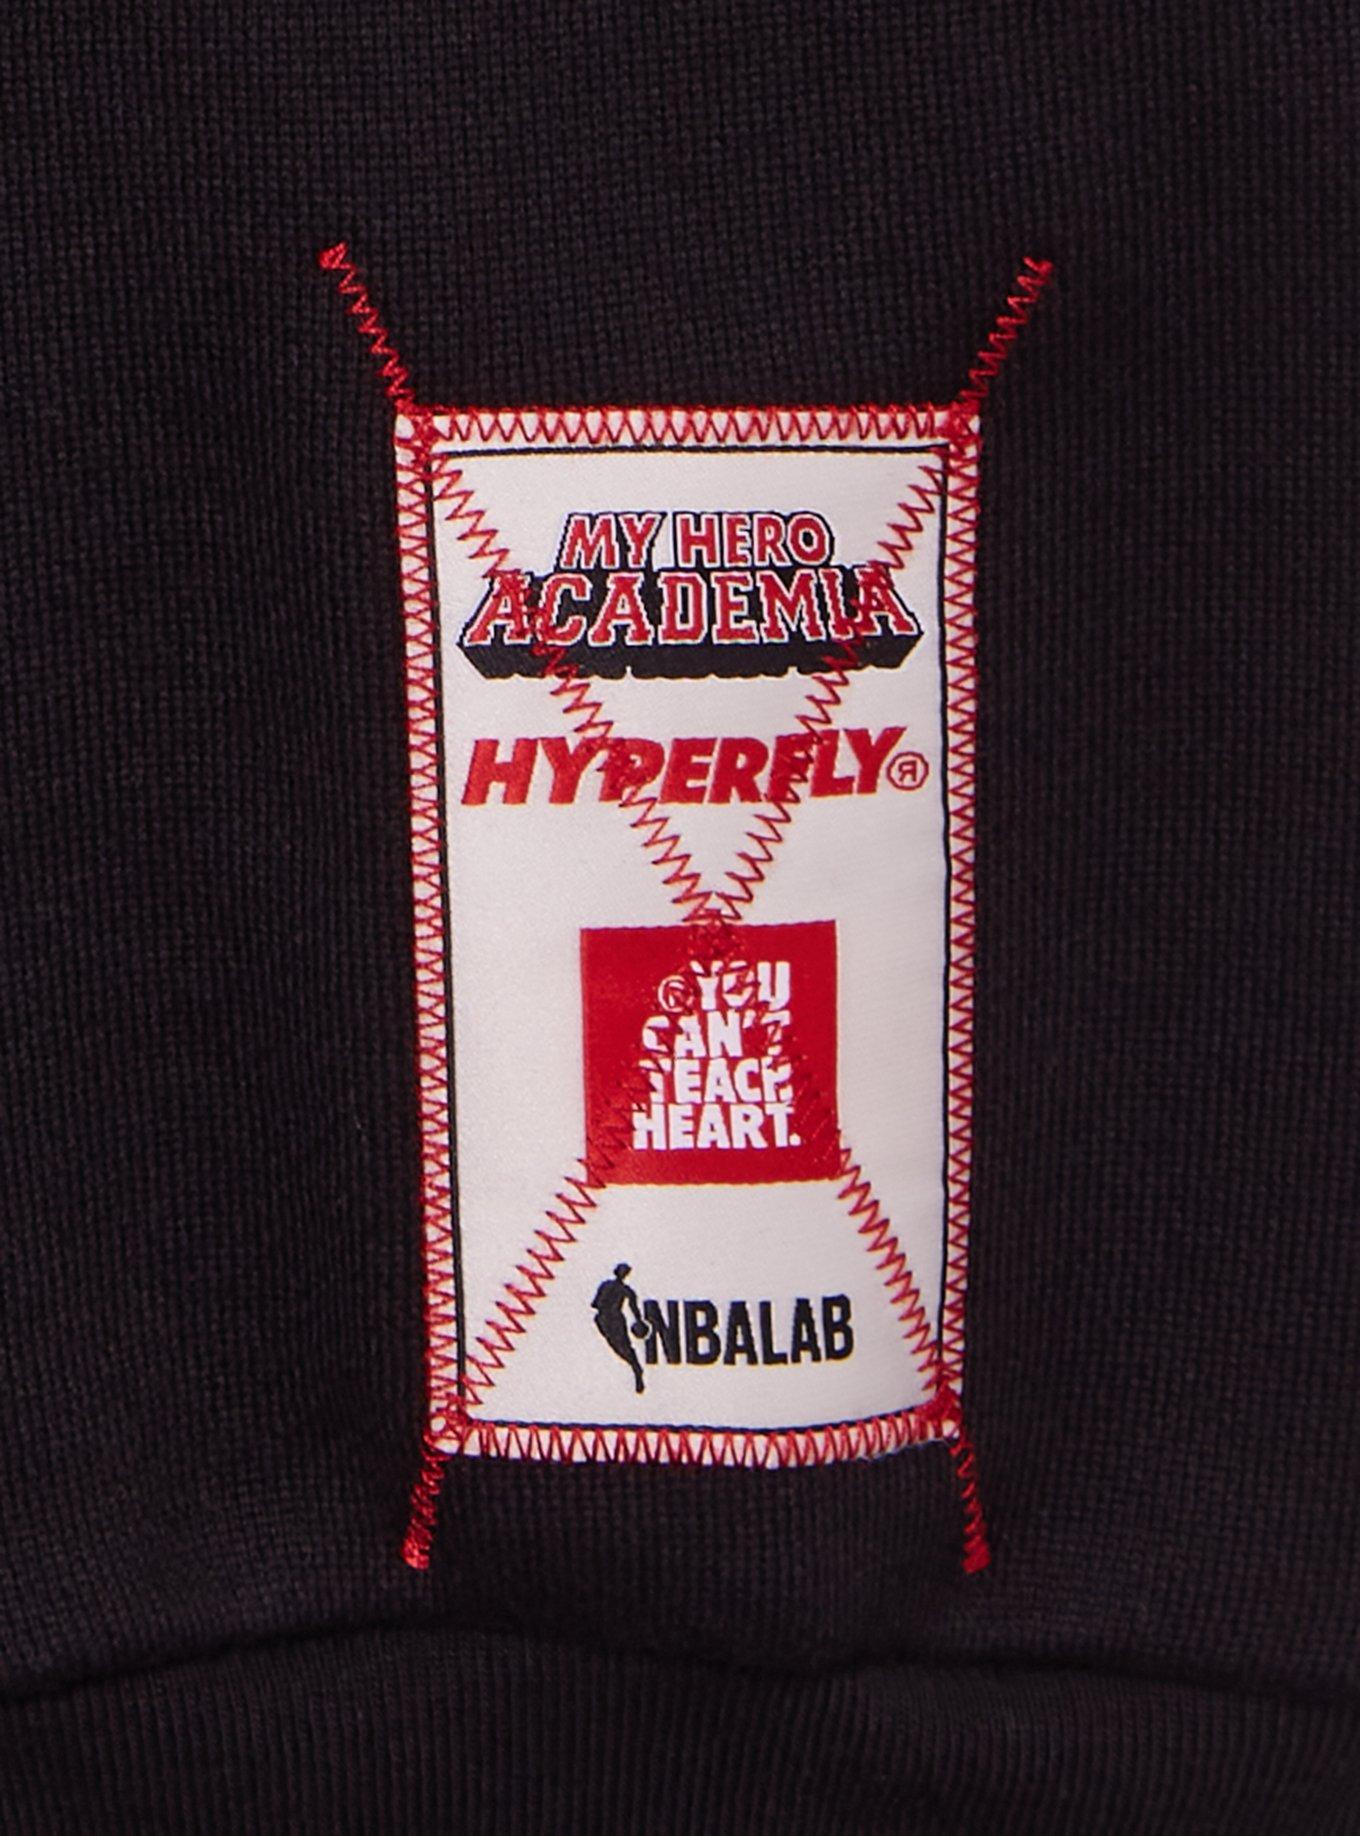 MY HERO
ACADEMIA
HYPERFLY®
®YOU
CAN'T
TEACH
HEART.
NBALAB